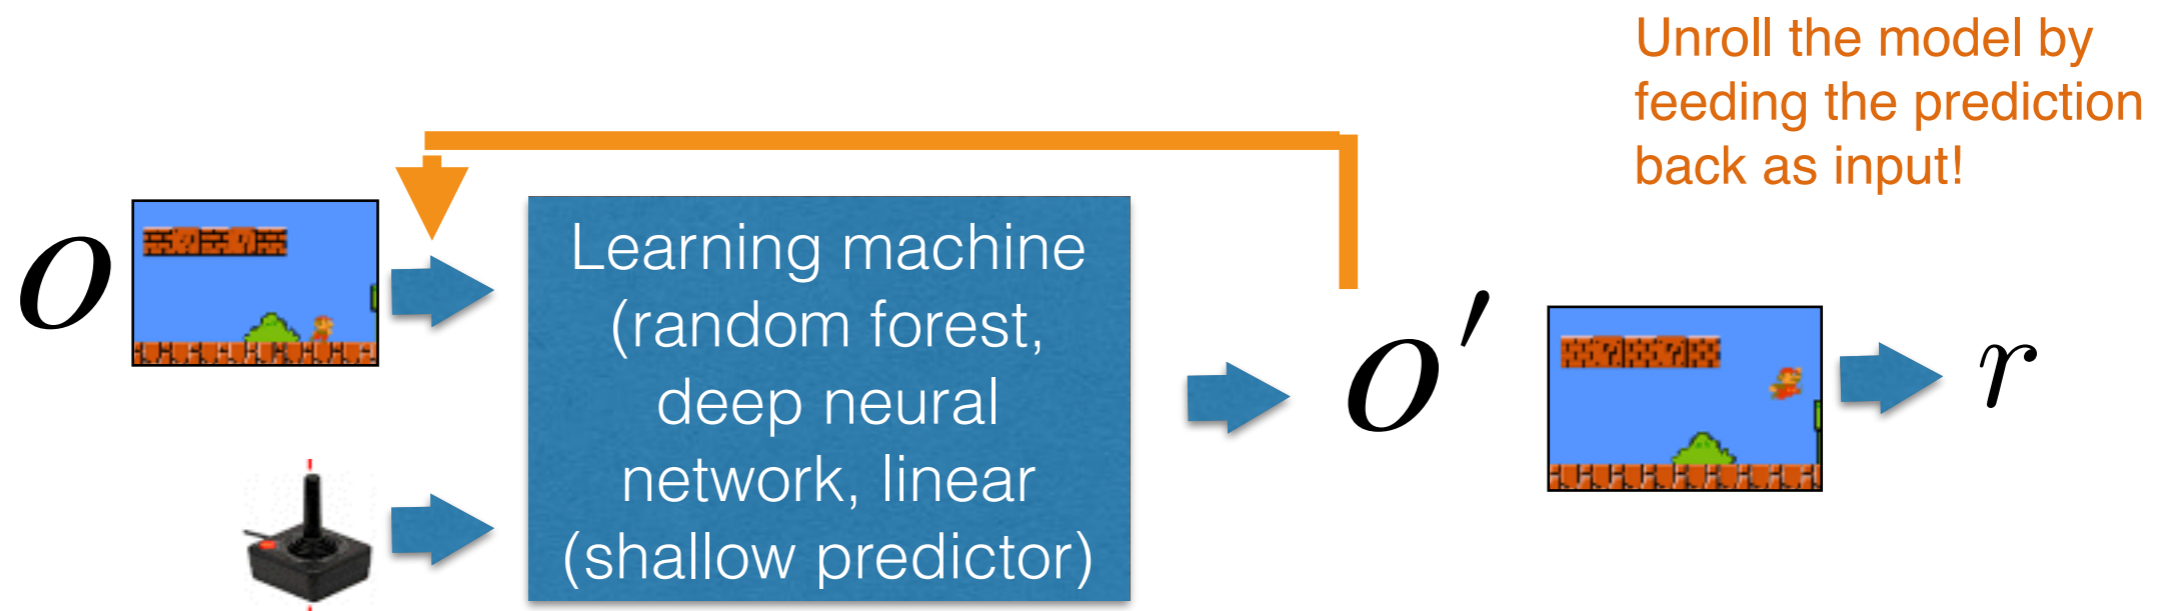 Unroll the model by
feeding the prediction
back as input!
o
Learning machine
(random forest,
deep neural
network, linear
(shallow predictor)
o′
r